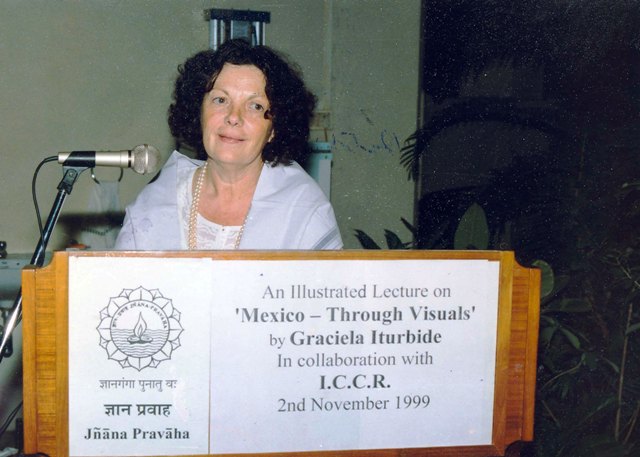 ज्ञानगंगा पुनातु वः
ज्ञान प्रवाह
Jñāna Pravāha
An Illustrated Lecture on
'Mexico – Through Visuals'
by Graciela Iturbide
In collaboration with
I.C.C.R.
2nd November 1999